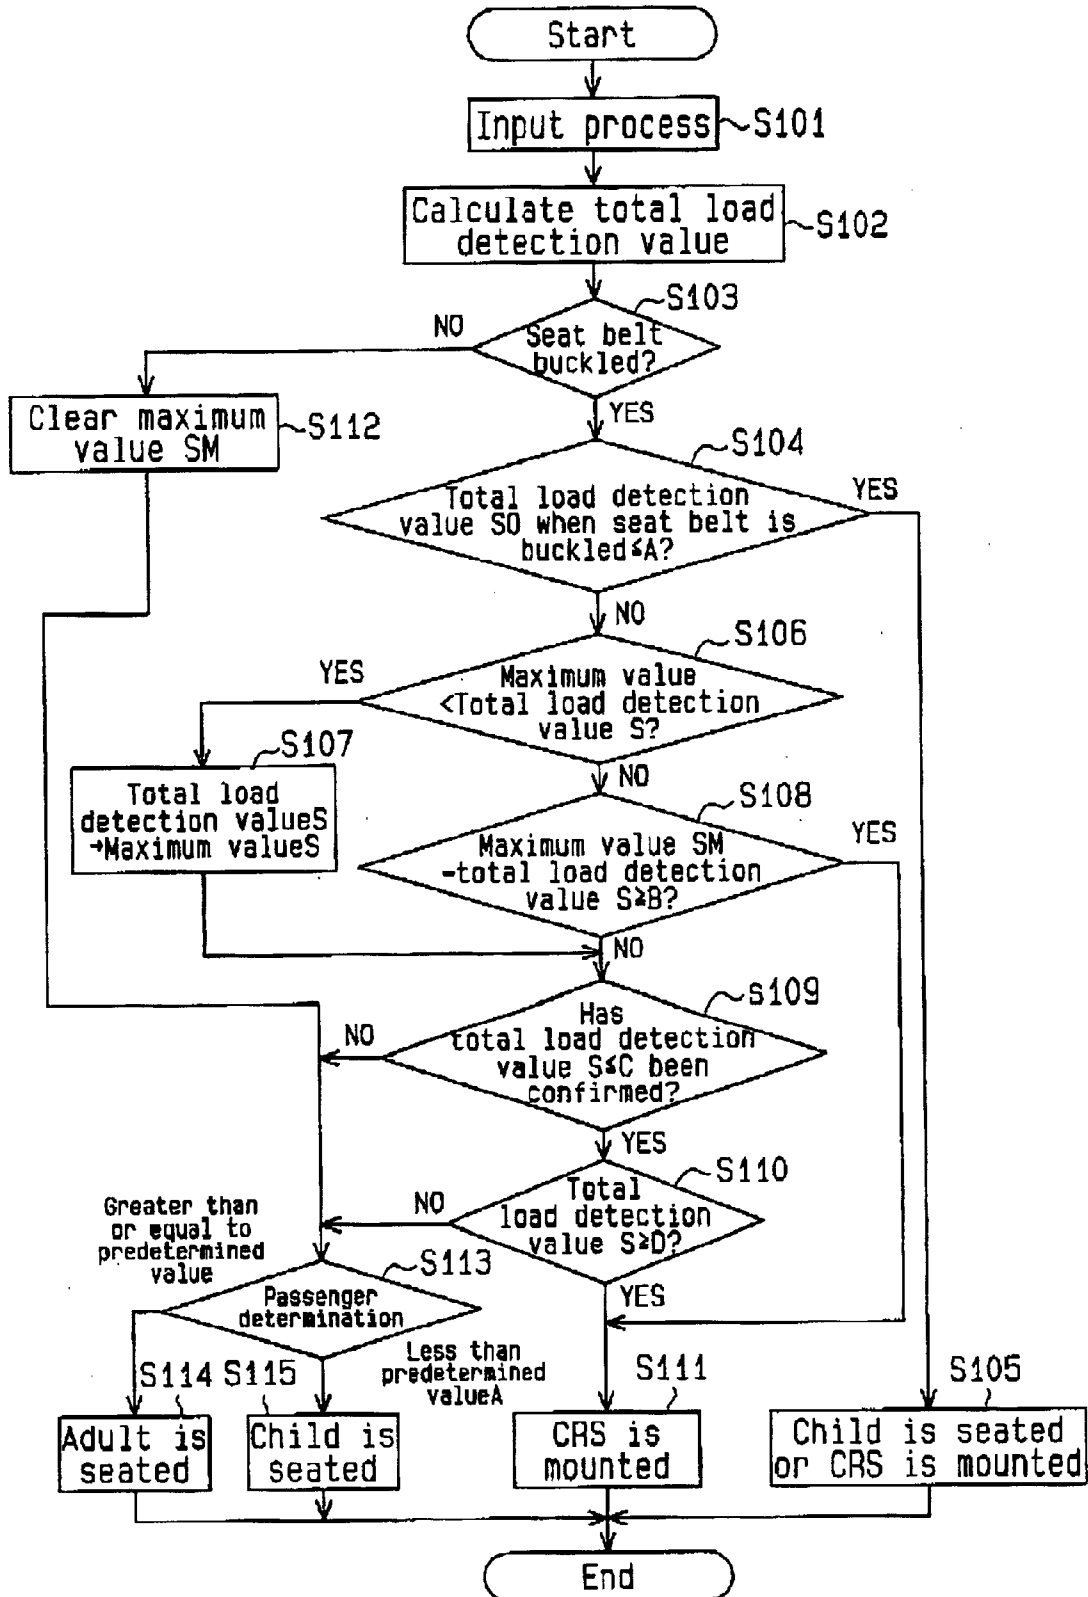 Start
Input process
S101
Calculate total load
detection value
S102
S103
Seat belt
buckled?
NO
YES
Clear maximum
value SM
S112
S104
Total load detection
value S0 when seat belt is
buckled≤A?
YES
NO
S106
Maximum value
<Total load detection
value S?
YES
NO
S107
Total load
detection valueS
→Maximum valueS
S108
Maximum value SM
-total load detection
value S≥B?
YES
NO
s109
Has
total load detection
value S≤C been
confirmed?
NO
YES
S110
Total
load detection
value S≥D?
NO
YES
Greater than
or equal to
predetermined
value
S113
Passenger
determination
Less than
predetermined
valueA
S114
Adult is
seated
S115
Child is
seated
S111
CRS is
mounted
S105
Child is seated
or CRS is mounted
End